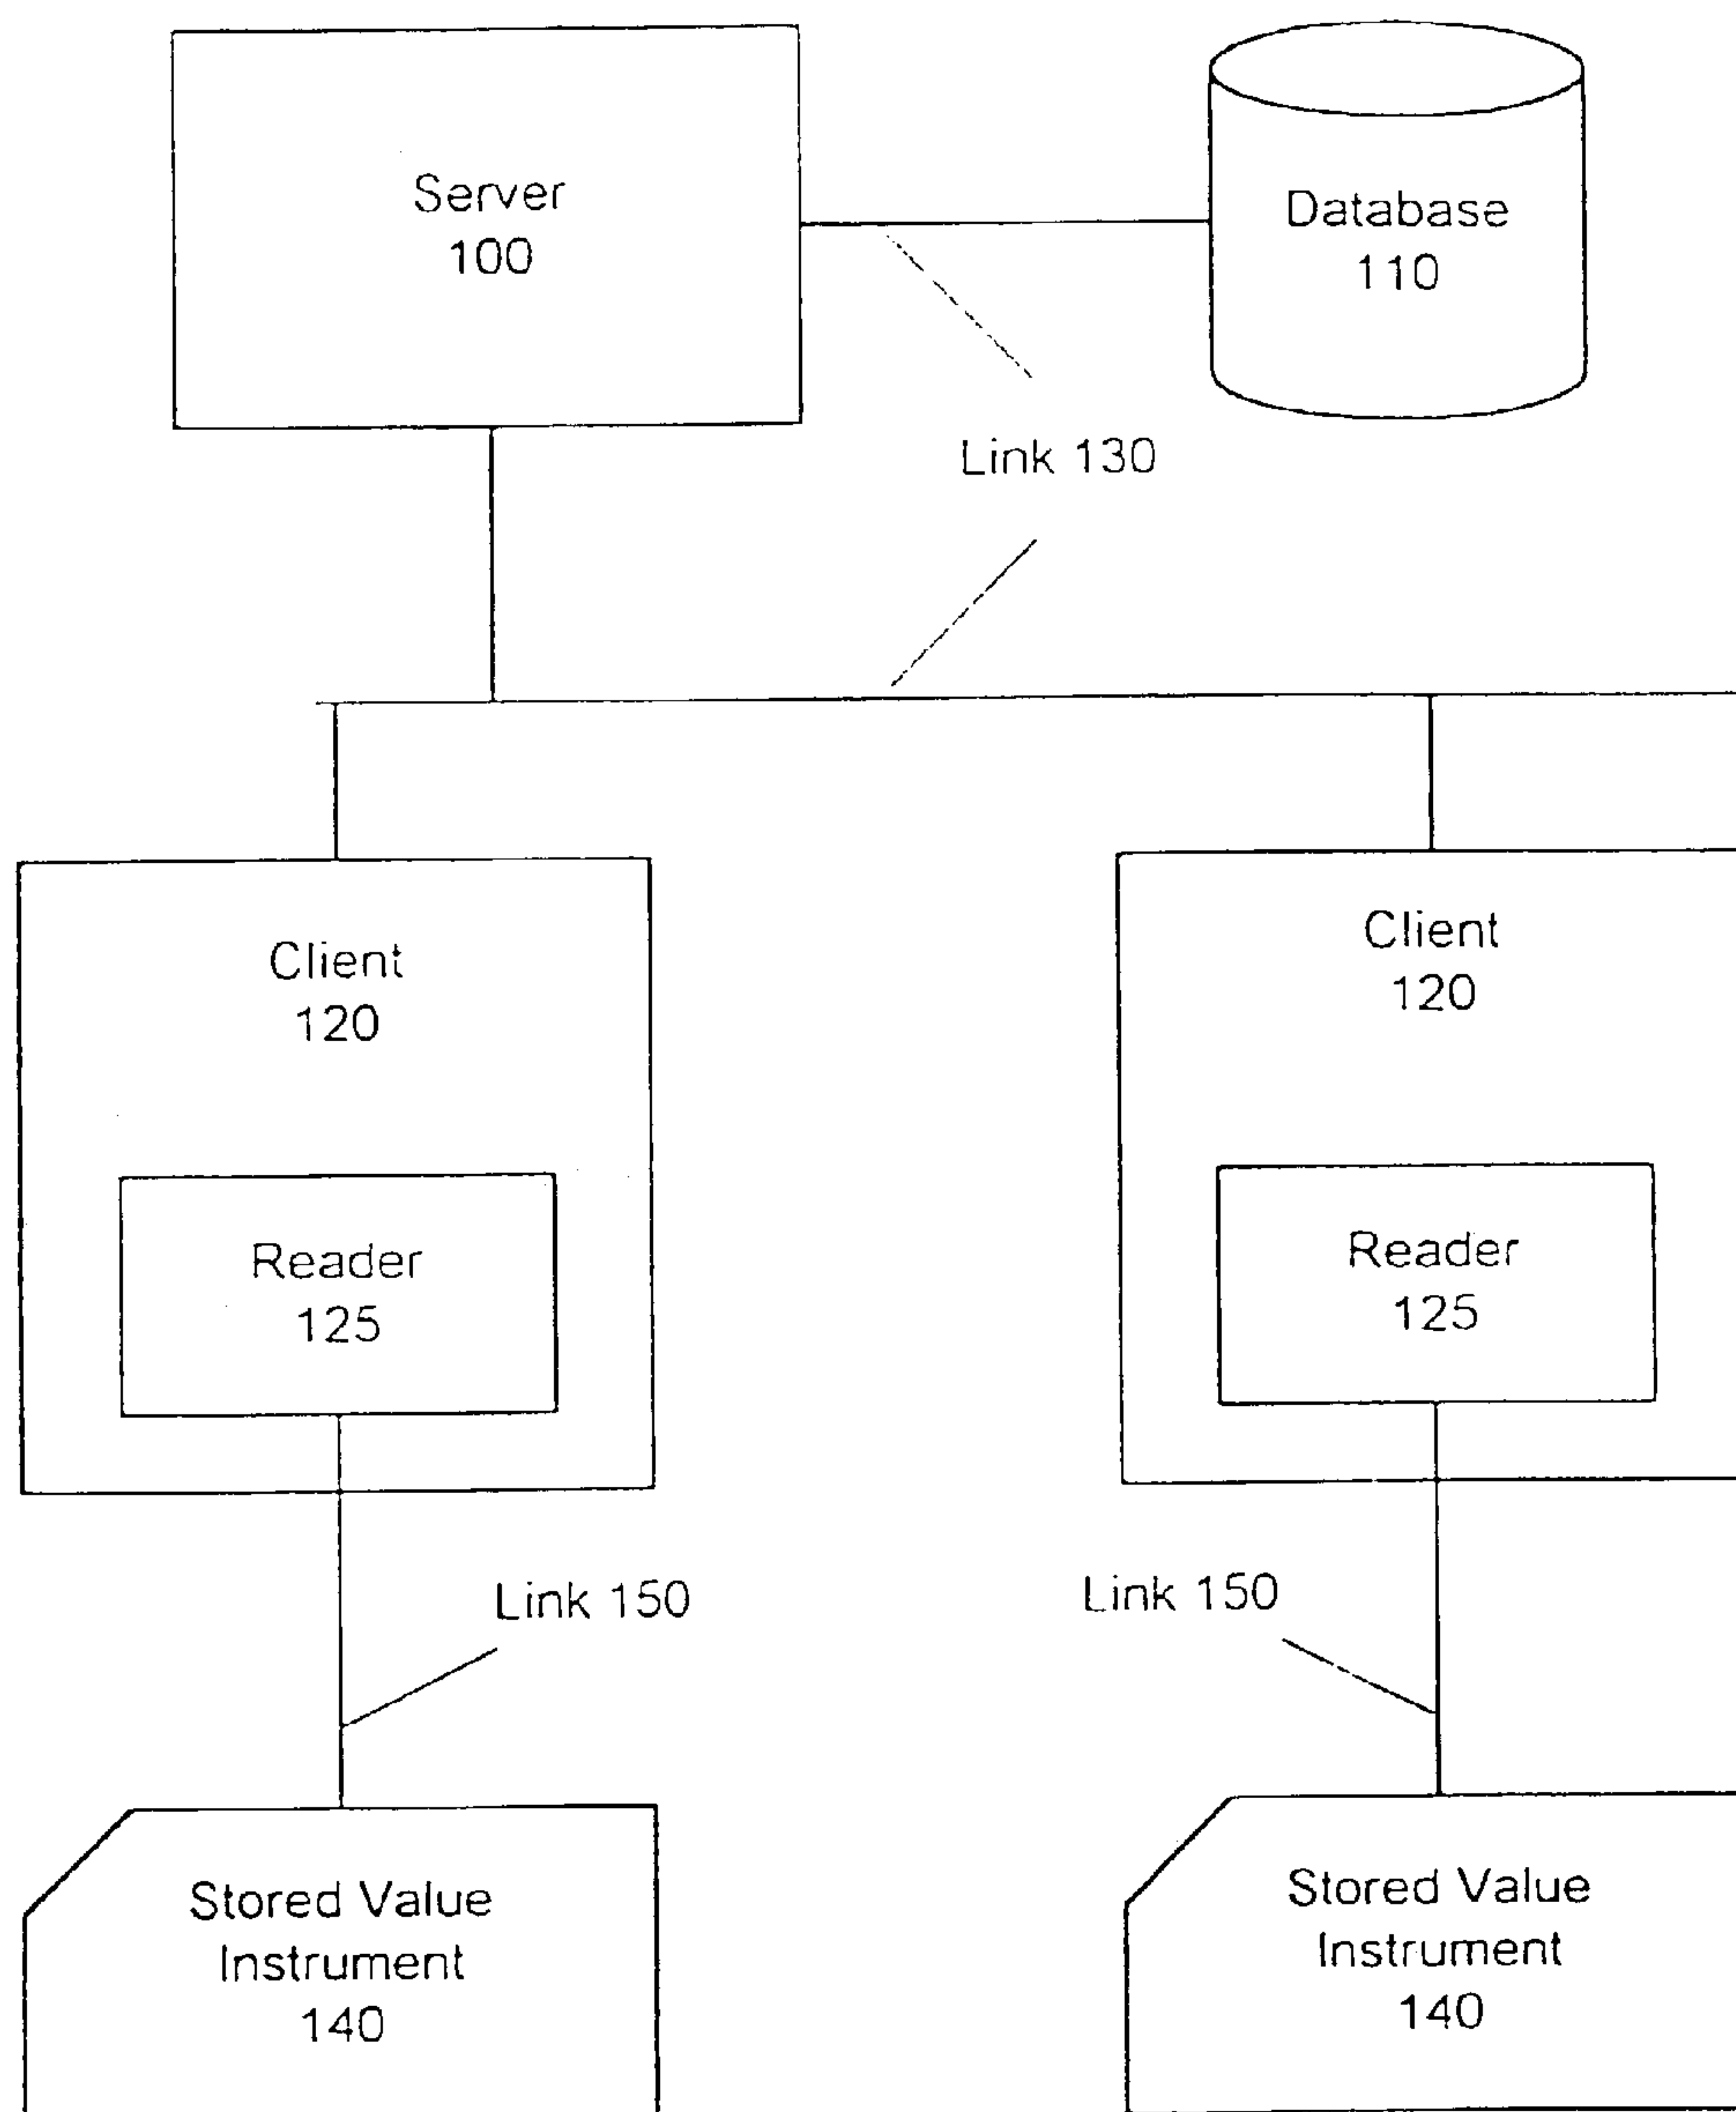 Server
100
Database
110
Link 130
Client
120
Client
120
Reader
125
Reader
125
Link 150
Link 150
Stored Value
Instrument
140
Stored Value
Instrument
140